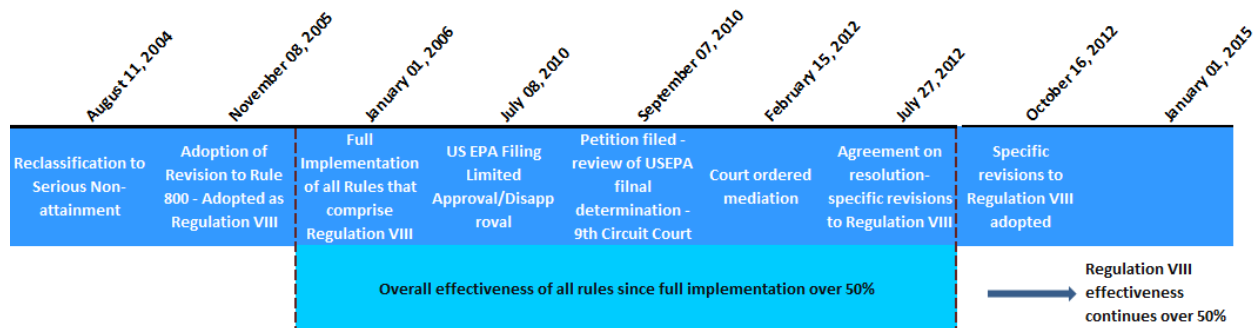 August 11, 2004
November 08, 2005
January 01, 2006
July 08, 2010
September 07, 2010
February 15, 2012
July 27, 2012
October 16, 2012
January 01, 2015
Reclassification to
Serious Non-
attainment
Adoption of
Revision to Rule
800 - Adopted as
Regulation VIII
Full
Implementation
of all Rules that
comprise
Regulation VIII
US EPA Filing
Limited
Approval/Disapp
roval
Petition filed -
review of USEPA
filnal
determination -
9th Circuit Court
Court ordered
mediation
Agreement on
resolution-
specific revisions
to Regulation VIII
Specific
revisions to
Regulation VIII
adopted
Overall effectiveness of all rules since full implementation over 50%
Regulation VIII
effectiveness
continues over 50%